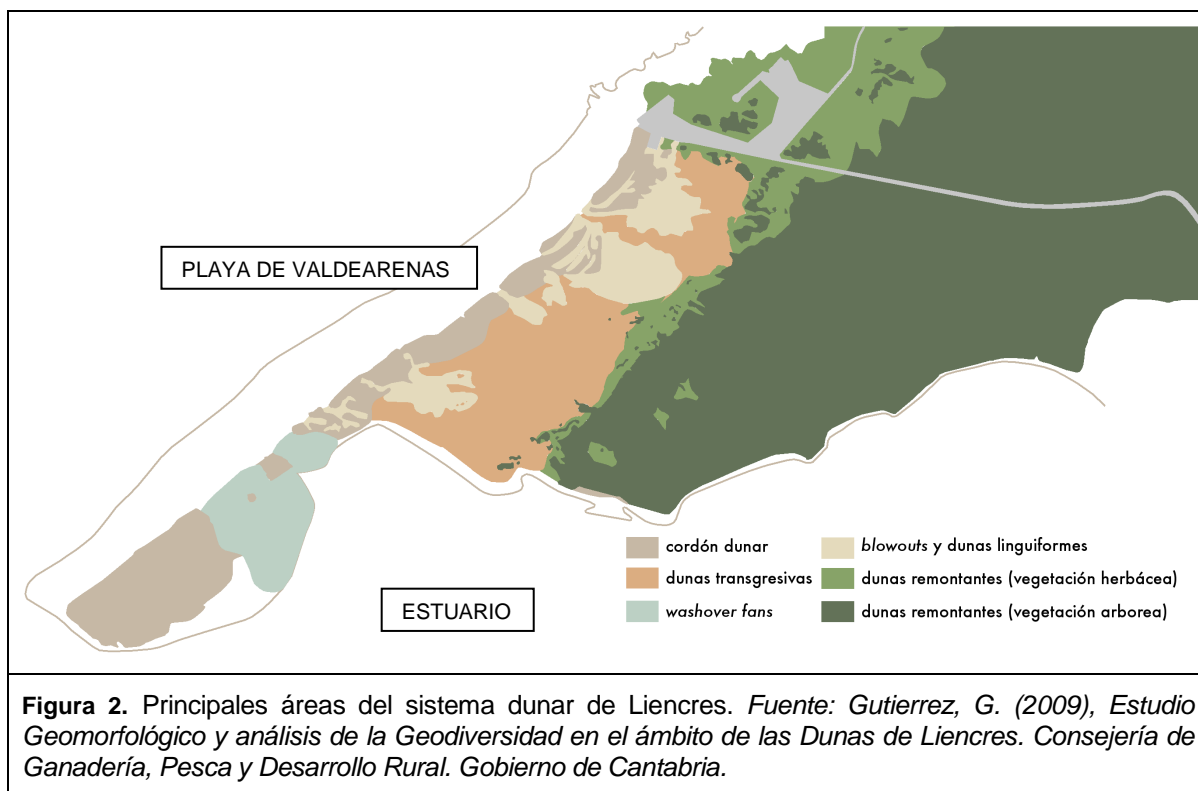 PLAYA DE VALDEARENAS
ESTUARIO
cordón dunar
dunas transgresivas
washover fans
blowouts y dunas linguiformes
dunas remontantes (vegetación herbácea)
dunas remontantes (vegetación arborea)
Figura 2. Principales áreas del sistema dunar de Liencres. Fuente: Gutierrez, G. (2009), Estudio
Geomorfológico y análisis de la Geodiversidad en el ámbito de las Dunas de Liencres. Consejería de
Ganadería, Pesca y Desarrollo Rural. Gobierno de Cantabria.